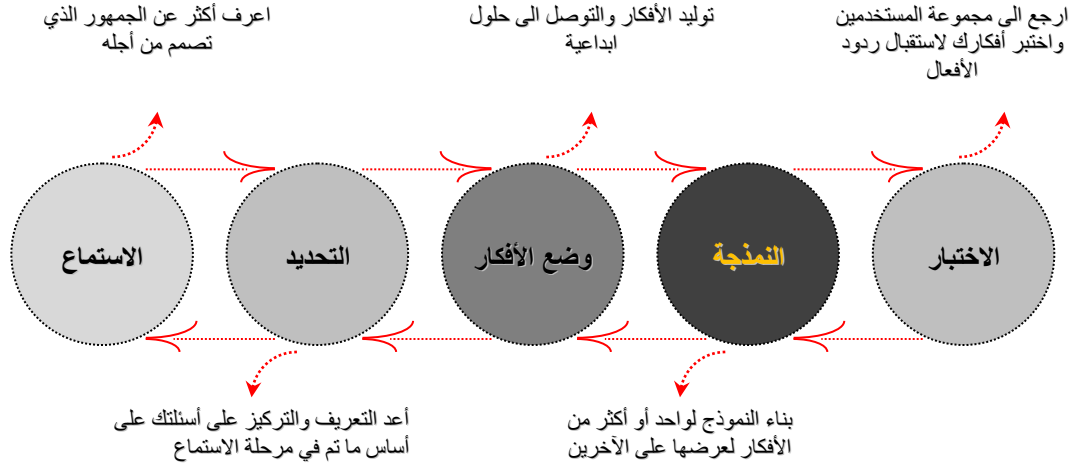 اعرف أكثر عن الجمهور الذي
تصمم من أجله
توليد الأفكار والتوصل الى حلول
ابداعية
ارجع الى مجموعة المستخدمين
واختبر أفكارك لاستقبال ردود
الأفعال
الاستماع
التحديد
وضع الأفكار
النمذجة
الاختبار
أعد التعريف والتركيز على أسئلتك على
أساس ما تم في مرحلة الاستماع
بناء النموذج لواحد أو أكثر من
الأفكار لعرضها على الآخرين